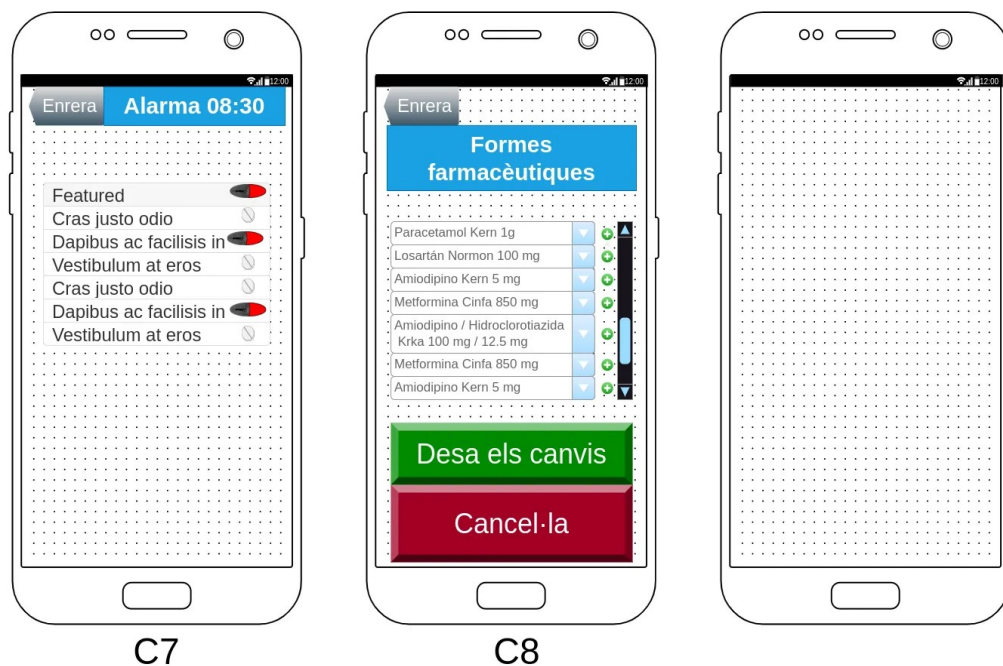 12:00
Enrera
Alarma 08:30
Featured
Cras justo odio
Dapibus ac facilisis in
Vestibulum at eros
Cras justo odio
Dapibus ac facilisis in
Vestibulum at eros
C7
12:00
Enrera
Formes
farmacèutiques
Paracetamol Kern 1g
Losartán Normon 100 mg
Amiodipino Kern 5 mg
Metformina Cinfa 850 mg
Amiodipino / Hidroclorotiazida
Krka 100 mg / 12.5 mg
Metformina Cinfa 850 mg
Amiodipino Kern 5 mg
Desa els canvis
Cancel·la
C8
12:00